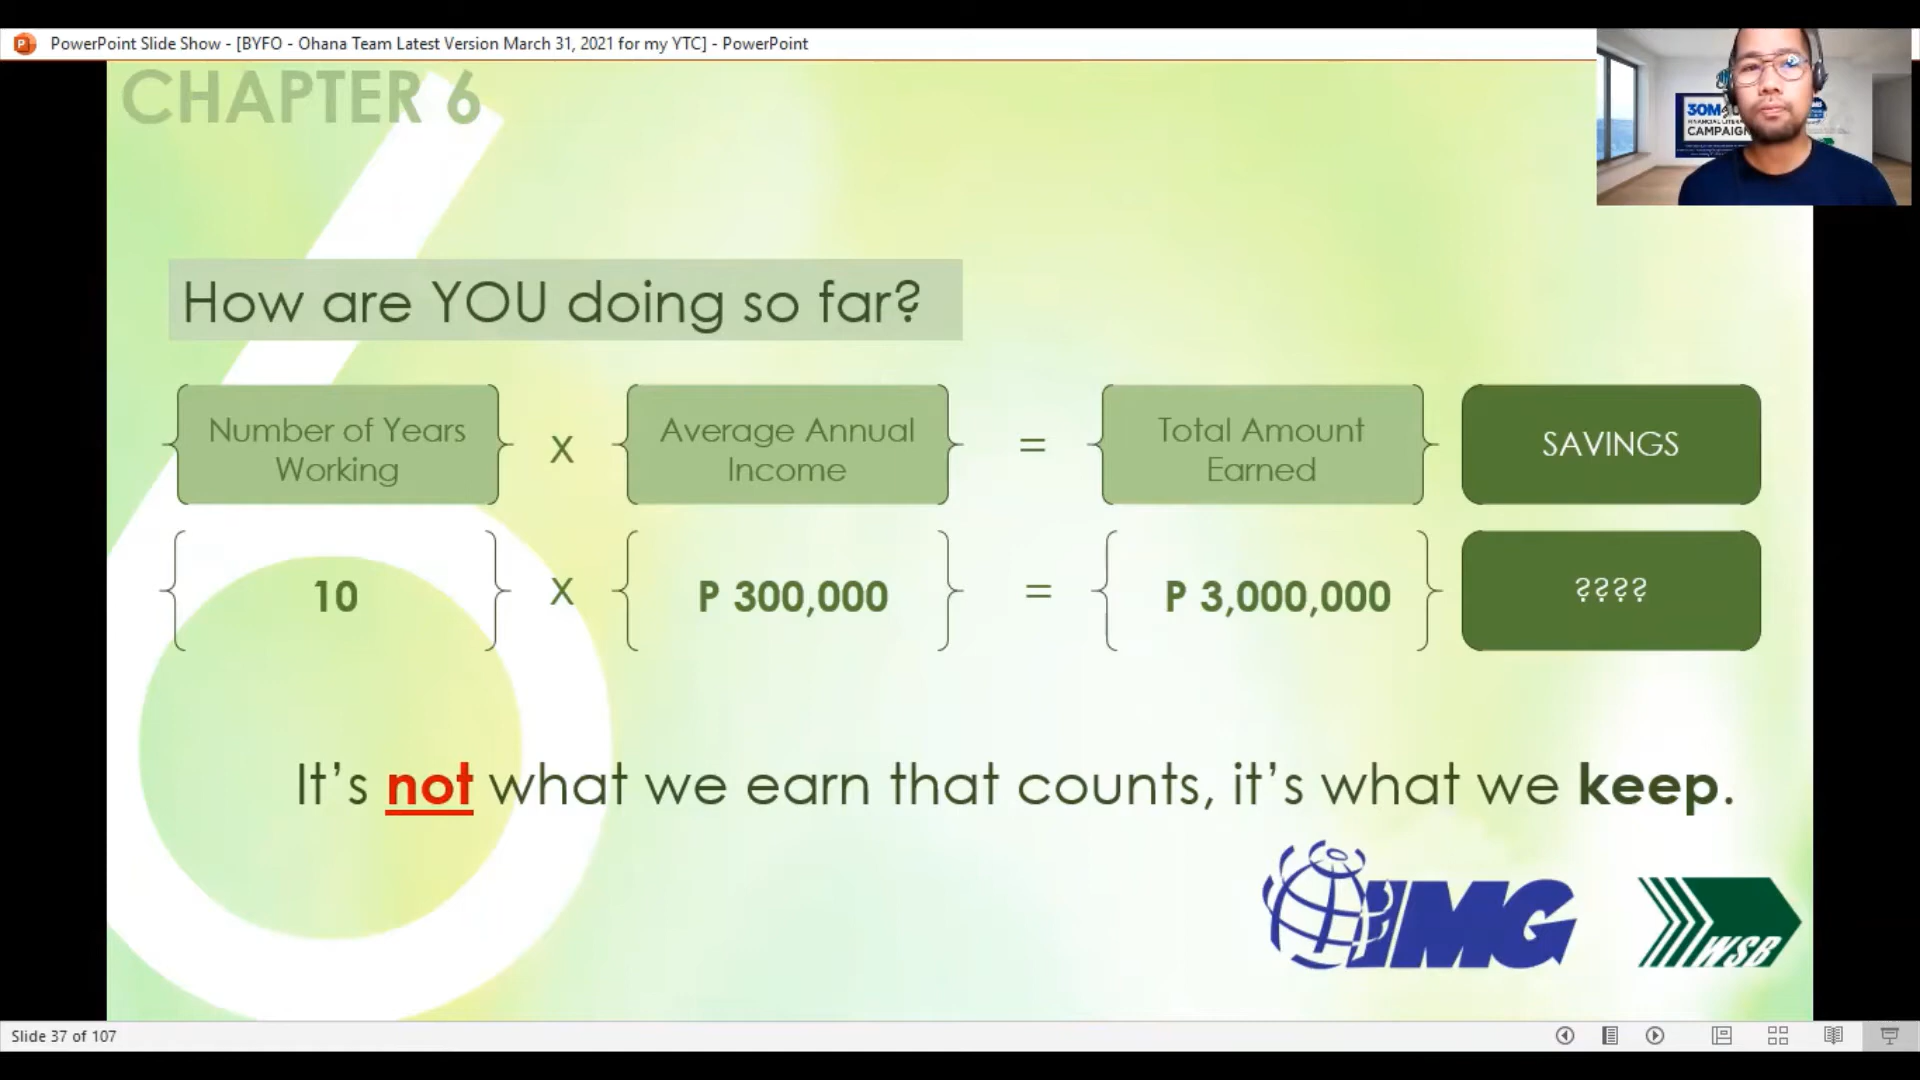 PowerPoint Slide Show - [BYFO - Ohana Team Latest Version March 31, 2021 for my YTC] - PowerPoint
CHAPTER 6
30M
CAMPAIGN
How are YOU doing so far?
Number of Years
Working
x
Average Annual
Income
=
Total Amount
Earned
SAVINGS
10
x
P 300,000
=
P 3,000,000
????
It's not what we earn that counts, it's what we keep.
IMG
WSB
Slide 37 of 107